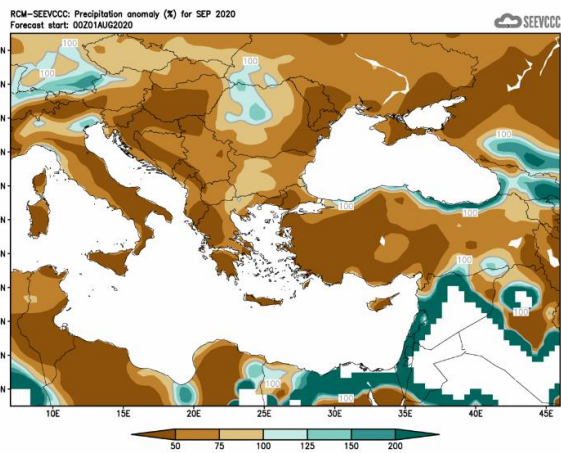 RCM-SEEVCCC: Precipitation anomaly (%) for SEP 2020
Forecast start: 00Z01AUG2020
SEEVCCC
100
100
100
100
100
100
100
100
100
100
N
N
N
N
N
N
N
N
N
N
N
10E 15E 20E 25E 30E 35E 40E 45E
50 75 100 125 150 200